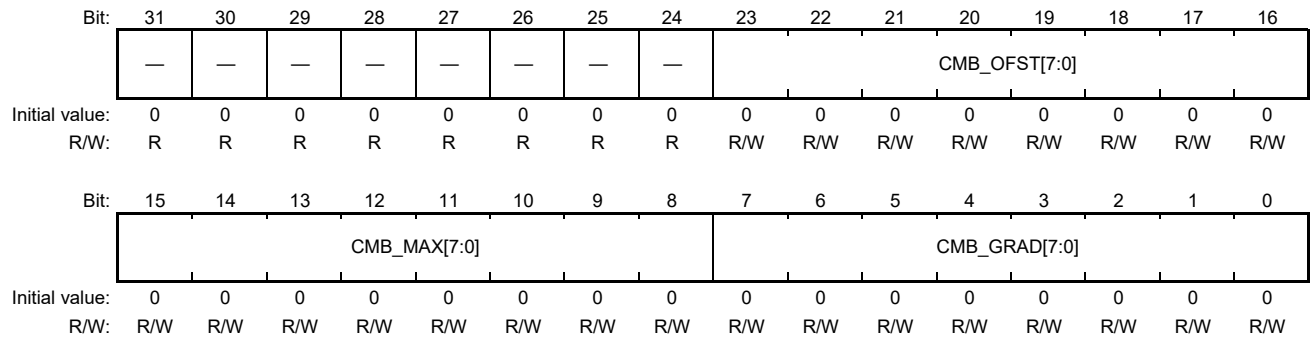 Bit: 31 30 29 28 27 26 25 24 23 22 21 20 19 18 17 16
— — — — — — — — CMB_OFST[7:0]
Initial value: 0 0 0 0 0 0 0 0 0 0 0 0 0 0 0 0
R/W: R R R R R R R R R/W R/W R/W R/W R/W R/W R/W R/W
Bit: 15 14 13 12 11 10 9 8 7 6 5 4 3 2 1 0
CMB_MAX[7:0] CMB_GRAD[7:0]
Initial value: 0 0 0 0 0 0 0 0 0 0 0 0 0 0 0 0
R/W: R/W R/W R/W R/W R/W R/W R/W R/W R/W R/W R/W R/W R/W R/W R/W R/W